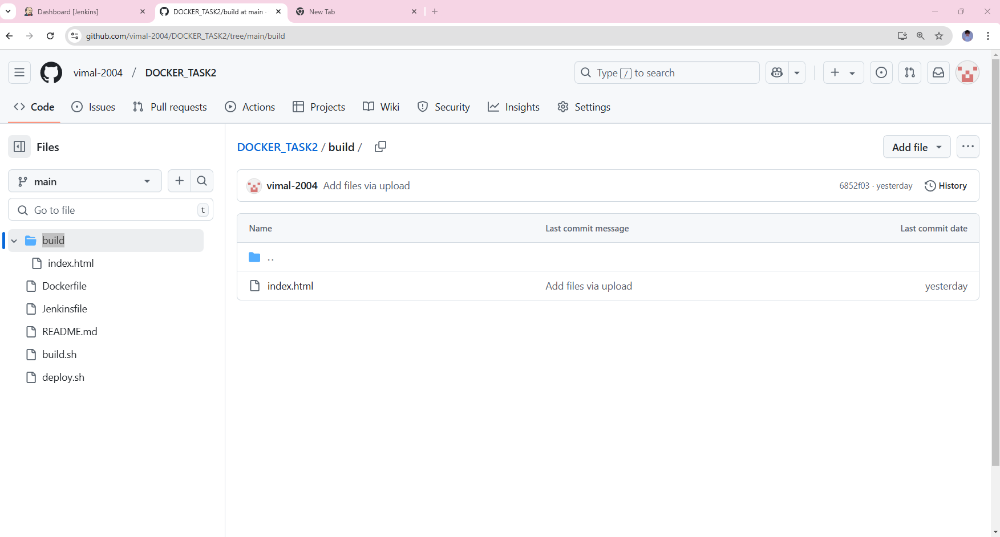 Dashboard [Jenkins]
DOCKER_TASK2/build at main ·
New Tab
github.com/vimal-2004/DOCKER_TASK2/tree/main/build
vimal-2004 / DOCKER_TASK2
Type / to search
Code
Issues
Pull requests
Actions
Projects
Wiki
Security
Insights
Settings
Files
main
Go to file
t
build
index.html
Dockerfile
Jenkinsfile
README.md
build.sh
deploy.sh
DOCKER_TASK2 / build /
Add file
vimal-2004 Add files via upload
6852f03 · yesterday
History
Name Last commit message Last commit date
..
index.html Add files via upload yesterday